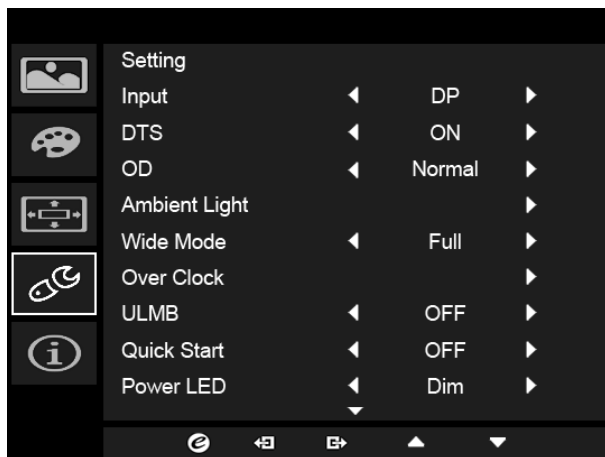 Setting
Input DP
DTS ON
OD Normal
Ambient Light
Wide Mode Full
Over Clock
ULMB OFF
Quick Start OFF
Power LED Dim